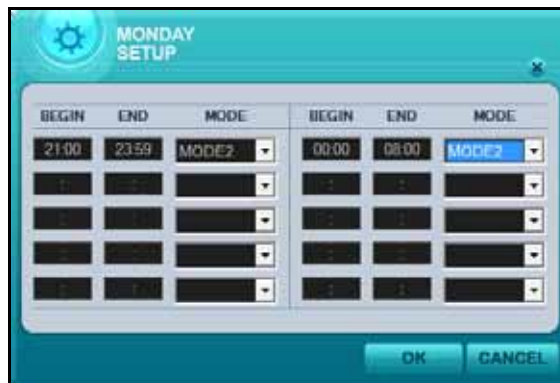 MONDAY
SETUP
BEGIN END MODE BEGIN END MODE
21:00 23:59 MODE2 00:00 08:00 MODE2
: : : :
: : : :
: : : :
: : : :
OK CANCEL